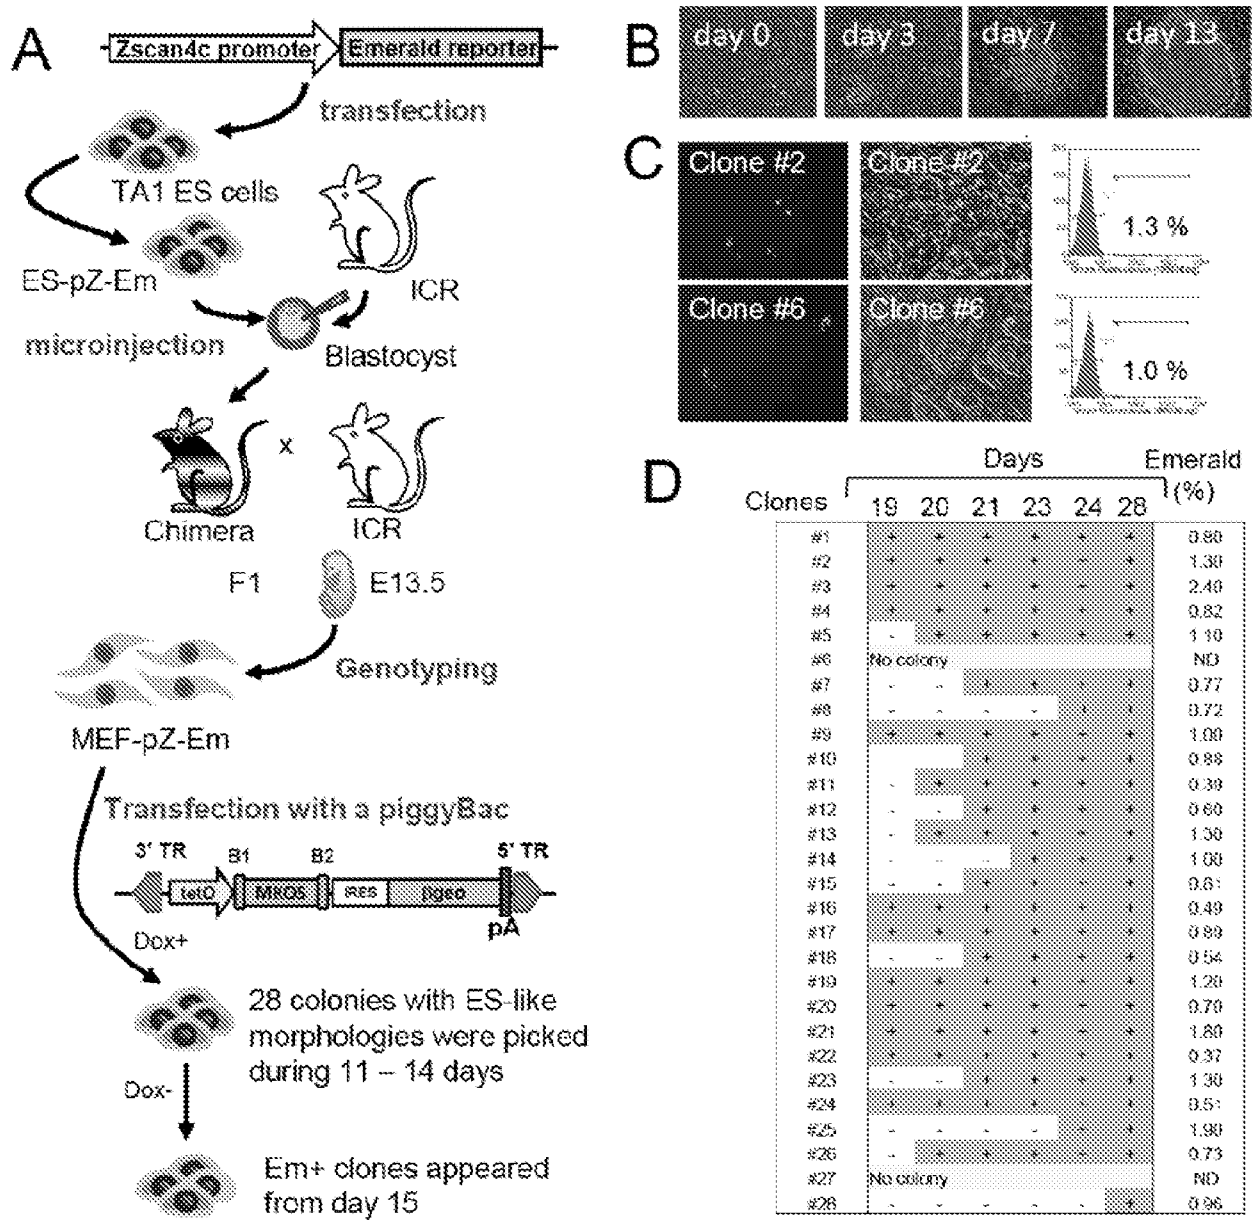 A
Zscan4c promoter
Emerald reporter
transfection
TA1 ES cells
ES-pZ-Em
ICR
microinjection
Blastocyst
x
Chimera
ICR
F1
E13.5
Genotyping
MEF-pZ-Em
Transfection with a piggyBac
3' TR
B1
B2
5' TR
tetO
MKOS
IRES
βgeo
pA
Dox+
28 colonies with ES-like
morphologies were picked
during 11 – 14 days
Dox-
Em+ clones appeared
from day 15
B
day 0
day 3
day 7
day 13
C
Clone #2
Clone #2
1.3 %
Clone #6
Clone #6
1.0 %
D
Days
Emerald
(%)
Clones
19 20 21 23 24 28
#1 + + + + + + 0.80
#2 + + + + + + 1.30
#3 + + + + + + 2.40
#4 + + + + + + 0.82
#5 - + + + + + 1.10
#6 No colony ND
#7 - - + + + + 0.77
#8 - - - - + + 0.72
#9 + + + + + + 1.00
#10 - - + + + + 0.88
#11 - + + + + +
#12 - - + + + + 0.60
#13 - + + + + + 1.30
#14 - - - + + + 1.00
#15 - - + + + + 0.81
#16 + + + + + + 0.49
#17 + + + + + + 0.89
#18 - - + + + + 0.54
#19 + + + + + + 1.20
#20 + + + + + + 0.70
#21 + + + + + + 1.80
#22 + + + + + + 0.37
#23 - - + + + + 1.30
#24 + + + + + + 0.51
#25 - - - - + + 1.90
#26 - + + + + + 0.73
#27 No colony ND
#28 - - - - - + 0.96